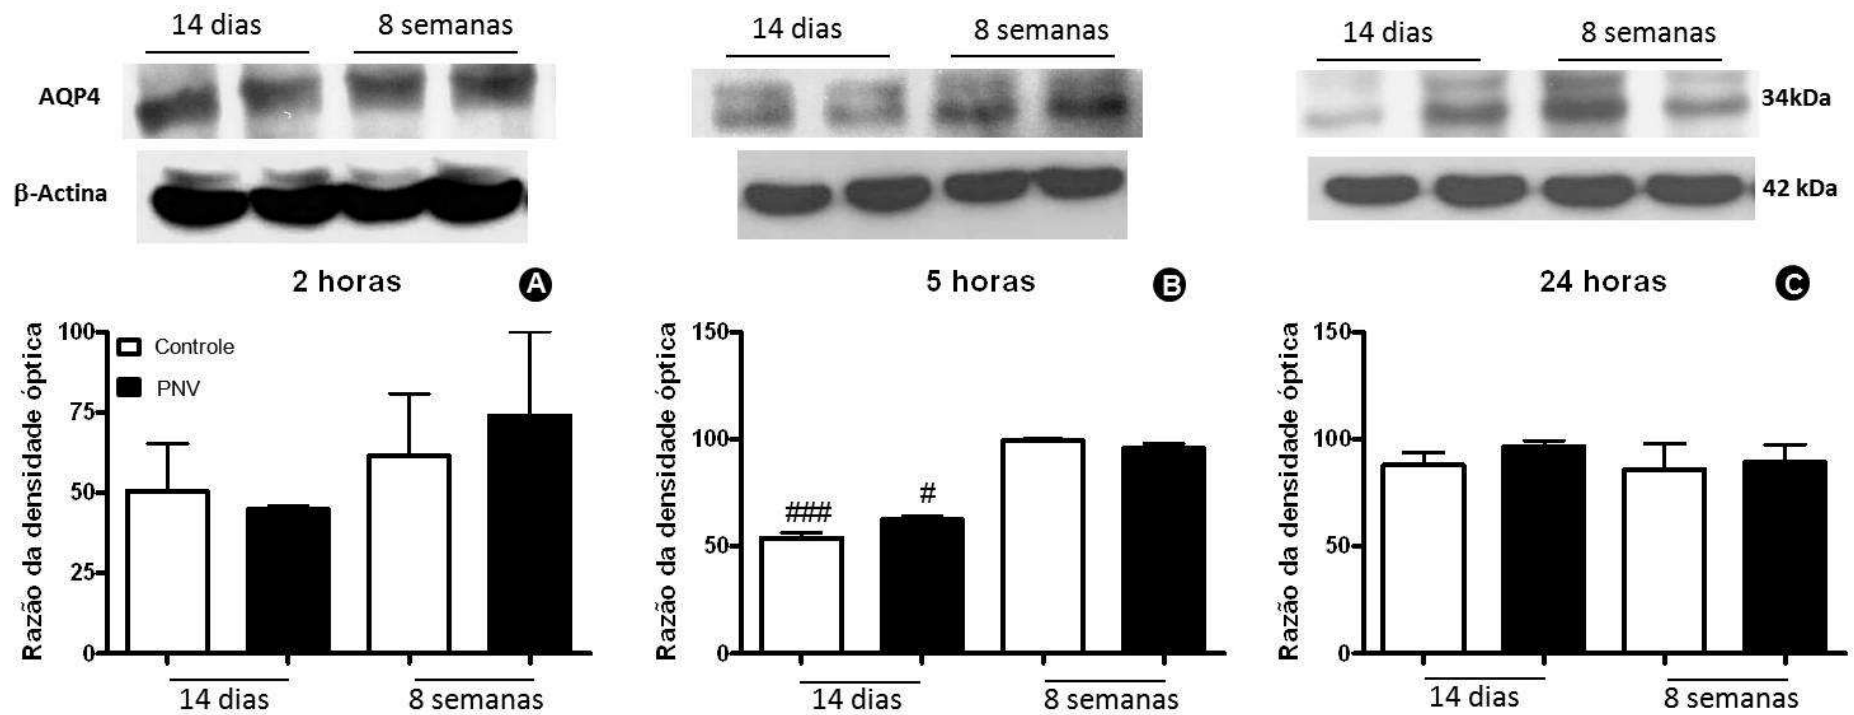 14 dias 8 semanas 14 dias 8 semanas 14 dias 8 semanas
AQP4 34kDa
β-Actina 42 kDa
2 horas A 5 horas B 24 horas C
Razão da densidade óptica
100
75
50
25
0
Controle
PNV
14 dias 8 semanas
Razão da densidade óptica
150
100
50
0
###
#
14 dias 8 semanas
Razão da densidade óptica
150
100
50
0
14 dias 8 semanas